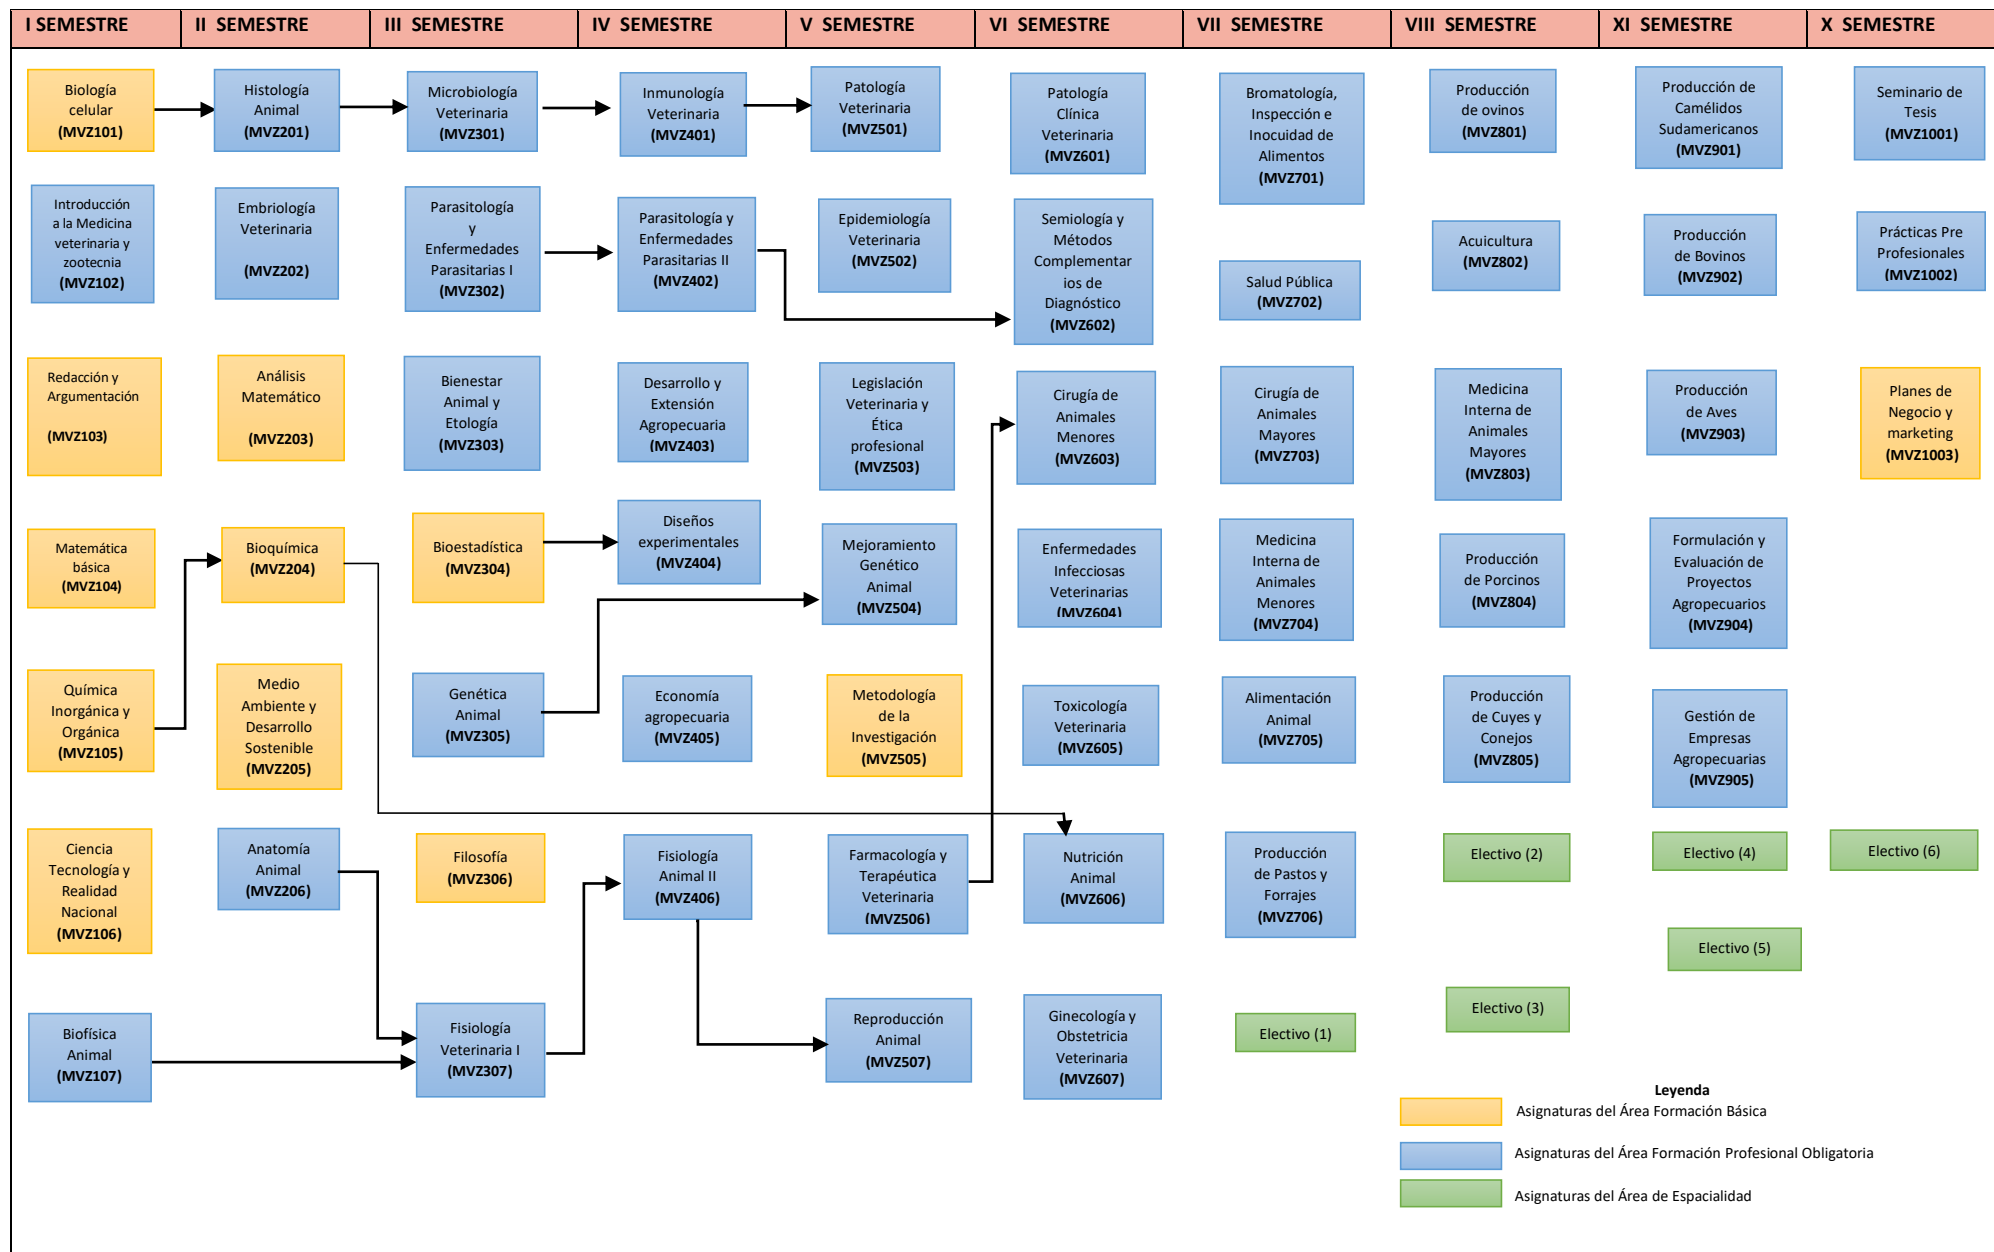 I SEMESTRE
II SEMESTRE
III SEMESTRE
IV SEMESTRE
V SEMESTRE
VI SEMESTRE
VII SEMESTRE
VIII SEMESTRE
XI SEMESTRE
X SEMESTRE
Biología
celular
(MVZ101)
Histología
Animal
(MVZ201)
Microbiología
Veterinaria
(MVZ301)
Inmunología
Veterinaria
(MVZ401)
Patología
Veterinaria
(MVZ501)
Patología
Clínica
Veterinaria
(MVZ601)
Bromatología,
Inspección e
Inocuidad de
Alimentos
(MVZ701)
Producción
de ovinos
(MVZ801)
Producción de
Camélidos
Sudamericanos
(MVZ901)
Seminario de
Tesis
(MVZ1001)
Introducción
a la Medicina
veterinaria y
zootecnia
(MVZ102)
Embriología
Veterinaria
(MVZ202)
Parasitología
y
Enfermedades
Parasitarias I
(MVZ302)
Parasitología y
Enfermedades
Parasitarias II
(MVZ402)
Epidemiología
Veterinaria
(MVZ502)
Semiología y
Métodos
Complementar
ios de
Diagnóstico
(MVZ602)
Salud Pública
(MVZ702)
Acuicultura
(MVZ802)
Producción
de Bovinos
(MVZ902)
Prácticas Pre
Profesionales
(MVZ1002)
Redacción y
Argumentación
(MVZ103)
Análisis
Matemático
(MVZ203)
Bienestar
Animal y
Etología
(MVZ303)
Desarrollo y
Extensión
Agropecuaria
(MVZ403)
Legislación
Veterinaria y
Ética
profesional
(MVZ503)
Cirugía de
Animales
Menores
(MVZ603)
Cirugía de
Animales
Mayores
(MVZ703)
Medicina
Interna de
Animales
Mayores
(MVZ803)
Producción
de Aves
(MVZ903)
Planes de
Negocio y
marketing
(MVZ1003)
Matemática
básica
(MVZ104)
Bioquímica
(MVZ204)
Bioestadística
(MVZ304)
Diseños
experimentales
(MVZ404)
Mejoramiento
Genético
Animal
(MVZ504)
Enfermedades
Infecciosas
Veterinarias
(MVZ604)
Medicina
Interna de
Animales
Menores
(MVZ704)
Producción
de Porcinos
(MVZ804)
Formulación y
Evaluación de
Proyectos
Agropecuarios
(MVZ904)
Química
Inorgánica y
Orgánica
(MVZ105)
Medio
Ambiente y
Desarrollo
Sostenible
(MVZ205)
Genética
Animal
(MVZ305)
Economía
agropecuaria
(MVZ405)
Metodología
de la
Investigación
(MVZ505)
Toxicología
Veterinaria
(MVZ605)
Alimentación
Animal
(MVZ705)
Producción
de Cuyes y
Conejos
(MVZ805)
Gestión de
Empresas
Agropecuarias
(MVZ905)
Ciencia
Tecnología y
Realidad
Nacional
(MVZ106)
Anatomía
Animal
(MVZ206)
Filosofía
(MVZ306)
Fisiología
Animal II
(MVZ406)
Farmacología y
Terapéutica
Veterinaria
(MVZ506)
Nutrición
Animal
(MVZ606)
Producción
de Pastos y
Forrajes
(MVZ706)
Electivo (2)
Electivo (4)
Electivo (6)
Electivo (5)
Biofísica
Animal
(MVZ107)
Fisiología
Veterinaria I
(MVZ307)
Reproducción
Animal
(MVZ507)
Ginecología y
Obstetricia
Veterinaria
(MVZ607)
Electivo (1)
Electivo (3)
Leyenda
Asignaturas del Área Formación Básica
Asignaturas del Área Formación Profesional Obligatoria
Asignaturas del Área de Espacialidad